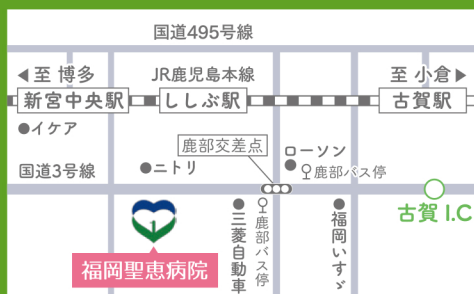 国道495号線
◀至 博多
JR鹿児島本線
至 小倉▶
新宮中央駅
ししぶ駅
古賀駅
●イケア
鹿部交差点
ローソン
国道3号線
●ニトリ
鹿部バス停
古賀I.C
1
三菱自動車
鹿部バス停
福岡いすゞ
福岡聖恵病院